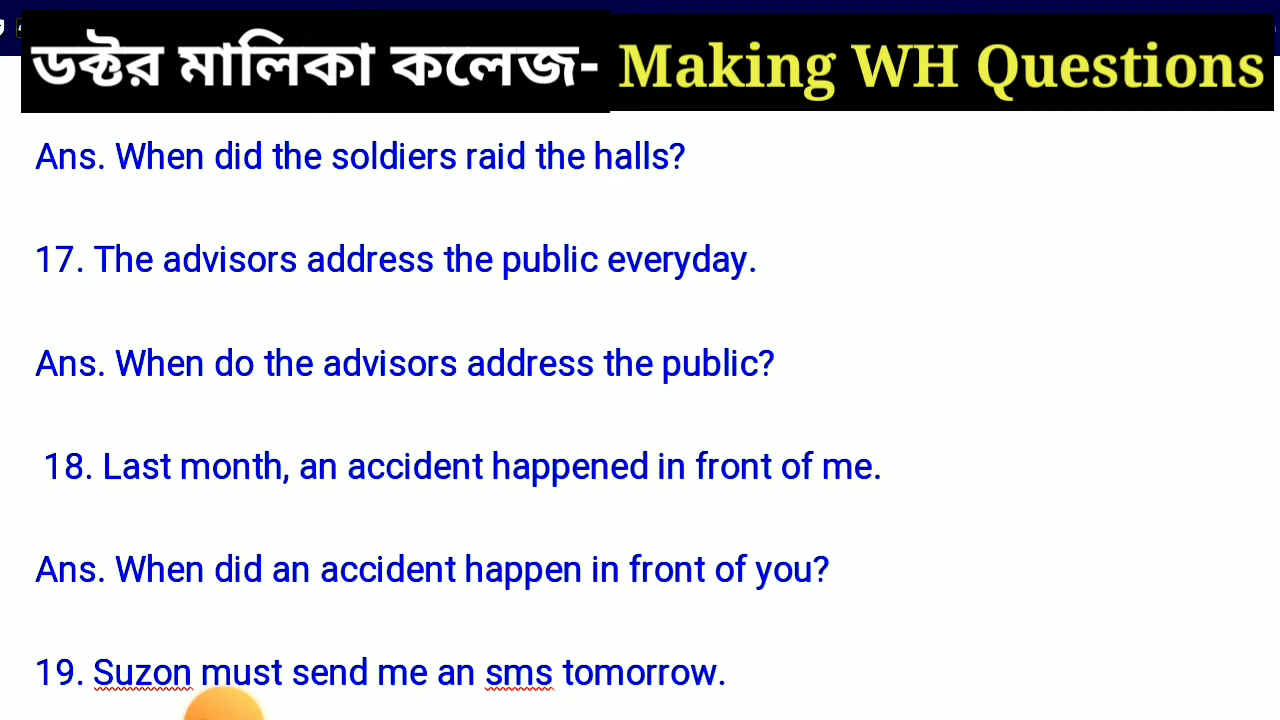 ডক্টর মালিকা কলেজ- Making WH Questions
Ans. When did the soldiers raid the halls?
17. The advisors address the public everyday.
Ans. When do the advisors address the public?
18. Last month, an accident happened in front of me.
Ans. When did an accident happen in front of you?
19. Suzon must send me an sms tomorrow.